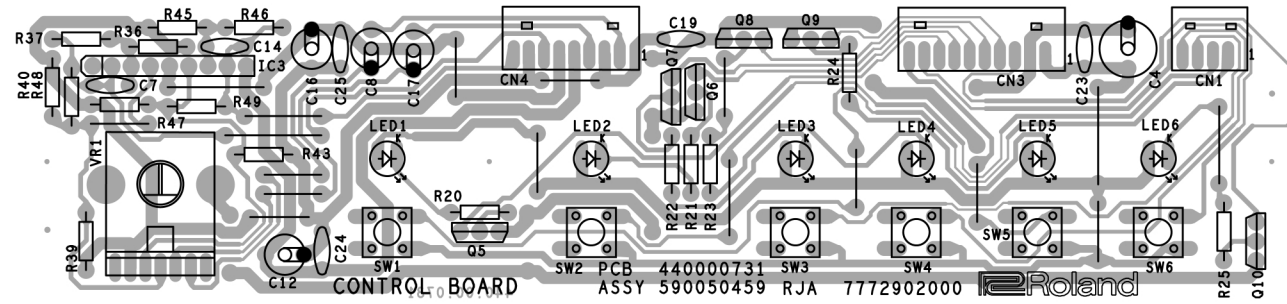 R45 R46
R37 R36 C14
IC3
R40 R48 C7
R49
R47
VR1
R43
R39
C16 C25 C8 C17
CN4 1
C19 Q8 Q9
Q7 Q6
R24
CN3 1
C23 C4
CN1 1
LED1 LED2 LED3 LED4 LED5 LED6
K K K K K K
R20
Q5
R22 R21 R23
C12 C24
SW1 SW2 SW3 SW4 SW5 SW6
R25 Q10
CONTROL BOARD
PCB 440000731
ASSY 590050459 RJA 7772902000 Roland